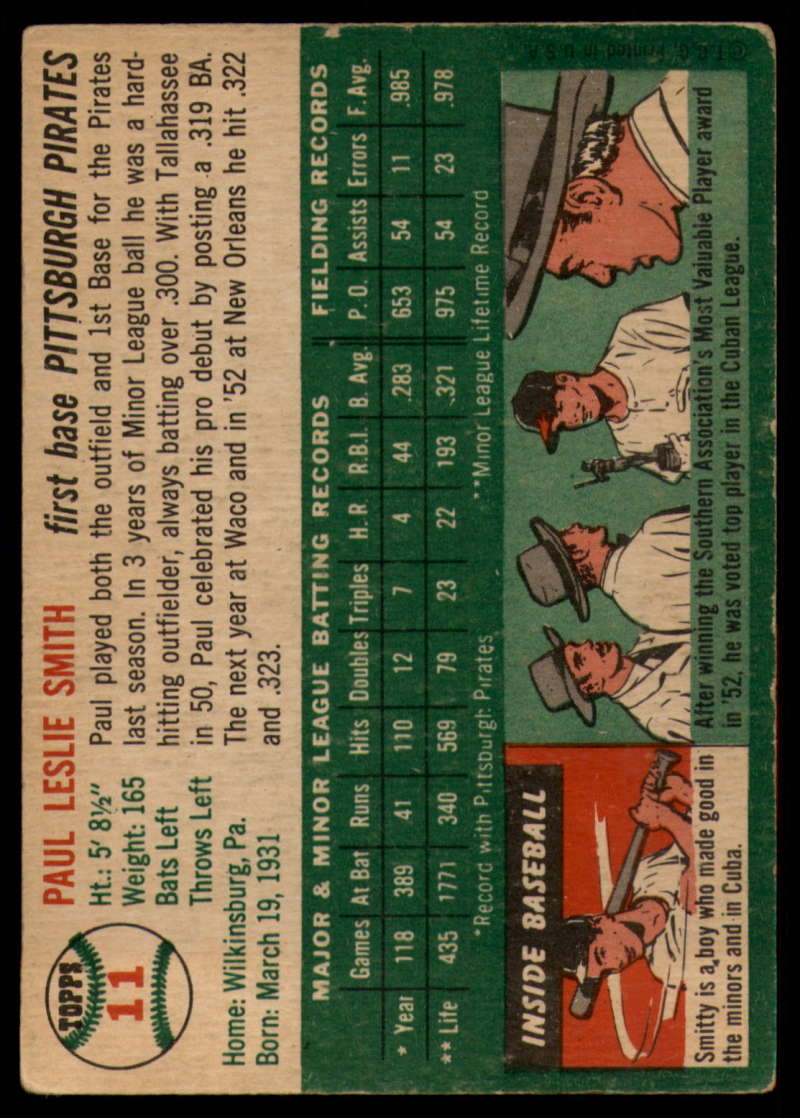 TOPPS
11
PAUL LESLIE SMITH first base PITTSBURGH PIRATES
Ht.: 5' 8½"
Weight: 165
Bats Left
Throws Left
Home: Wilkinsburg, Pa.
Born: March 19, 1931
Paul played both the outfield and 1st Base for the Pirates
last season. In 3 years of Minor League ball he was a hard-
hitting outfielder, always batting over .300. With Tallahassee
in 50, Paul celebrated his pro debut by posting a .319 BA.
The next year at Waco and in '52 at New Orleans he hit .322
and .323.
MAJOR & MINOR LEAGUE BATTING RECORDS FIELDING RECORDS
Games At Bat Runs Hits Doubles Triples H.R R.B.I. B. Avg. P.O. Assists Errors F. Avg.
* Year 118 389 41 110 12 7 4 44 .283 653 54 11 .985
** Life 435 1771 340 569 79 23 22 193 .321 975 54 23 .978
*Record with Pittsburgh Pirates **Minor League Lifetime Record
INSIDE BASEBALL
Smitty is a boy who made good in
the minors and in Cuba.
After winning the Southern Association's Most Valuable Player award
in '52, he was voted top player in the Cuban League.
© T.C.G. Printed in U.S.A.